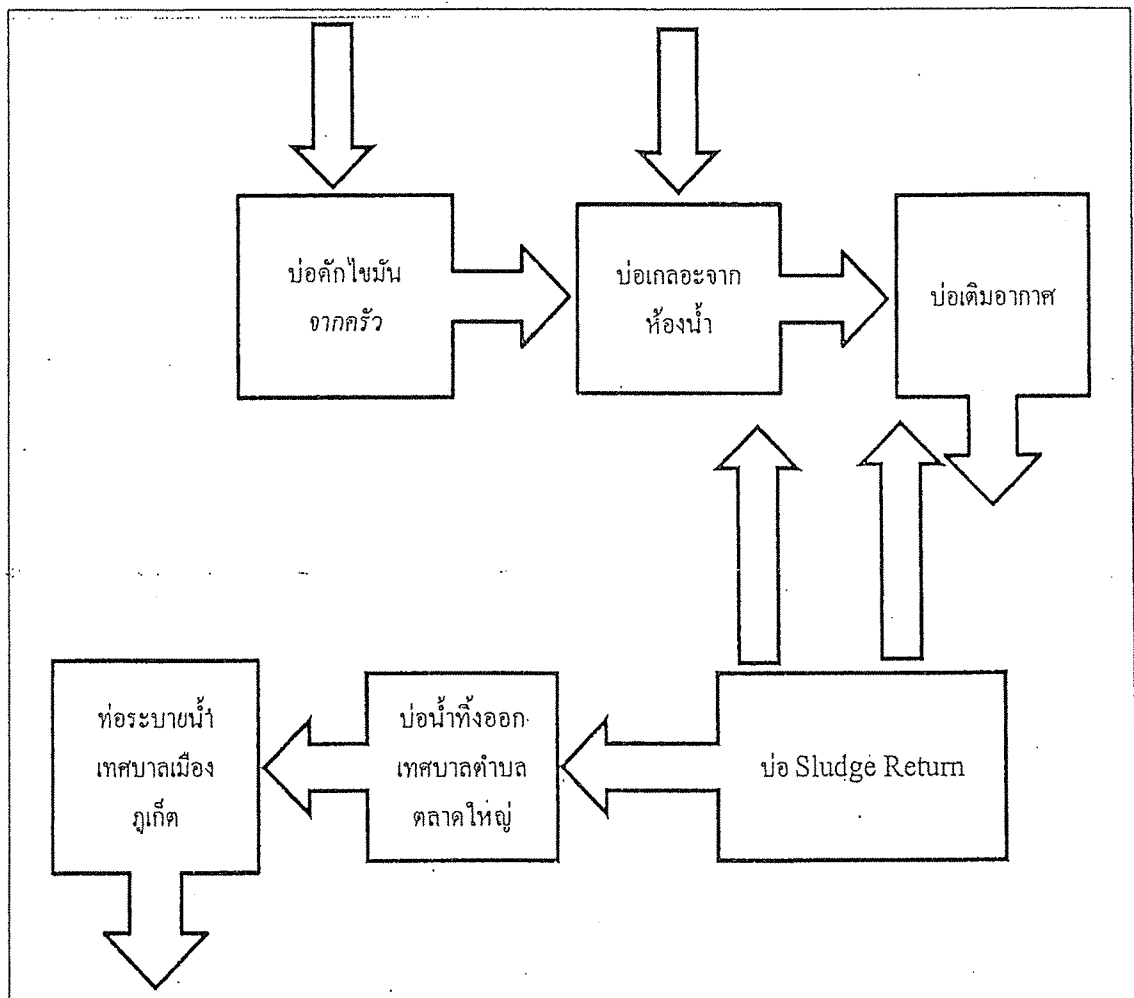 บ่อดักไขมัน
จากครัว
บ่อเกลอะจาก
ห้องน้ำ
บ่อเติมอากาศ
ท่อระบายน้ำ
เทศบาลเมือง
ภูเก็ต
บ่อน้ำทิ้งออก
เทศบาลตำบล
ตลาดใหญ่
บ่อ Sludge Return